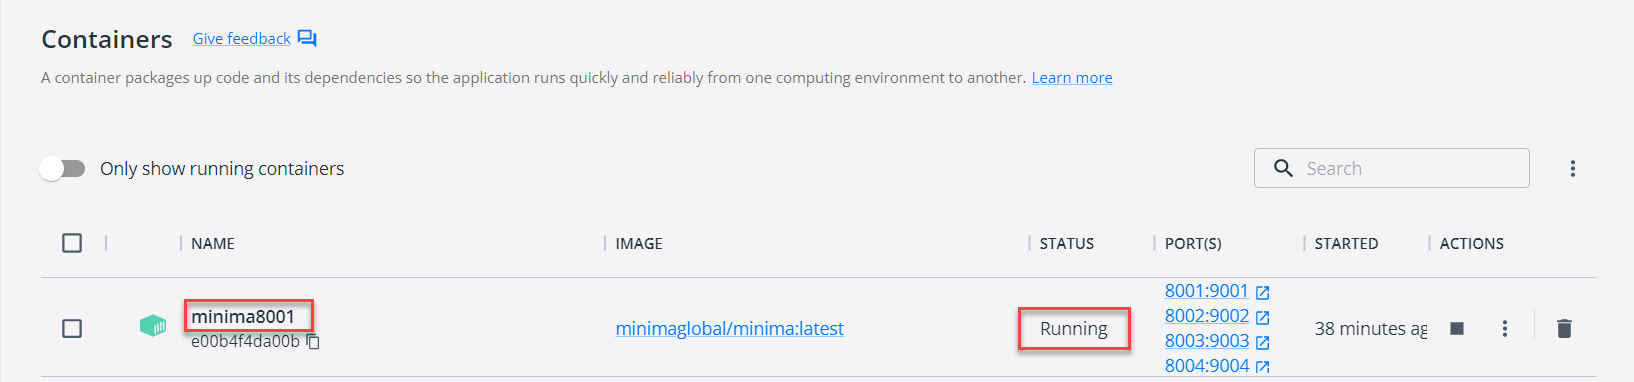 Containers Give feedback
A container packages up code and its dependencies so the application runs quickly and reliably from one computing environment to another. Learn more
Only show running containers
Search
NAME IMAGE STATUS PORT(S) STARTED ACTIONS
minima8001
e00b4f4da00b
minimaglobal/minima:latest
Running
8001:9001
8002:9002
8003:9003
8004:9004
38 minutes ag